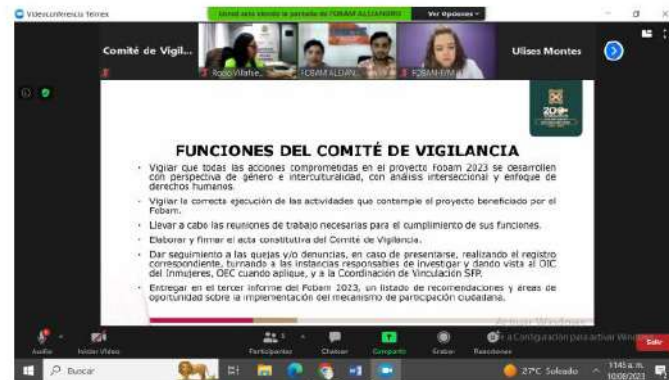 Videoconferencia Telmex
Usted está viendo la pantalla de FOBAM ALEJANDRO
Ver Opciones
Comité de Vigil...
Ulises Montes
FUNCIONES DEL COMITÉ DE VIGILANCIA
· Vigilar que todas las acciones comprometidas en el proyecto Fobam 2023 se desarrollen
con perspectiva de género e interculturalidad, con análisis interseccional y enfoque de
derechos humanos.
· Vigilar la correcta ejecución de las actividades que contemple el proyecto beneficiado por el
Fobam.
· Llevar a cabo las reuniones de trabajo necesarias para el cumplimiento de sus funciones.
· Elaborar y firmar el acta constitutiva del Comité de Vigilancia.
· Dar seguimiento a las quejas y/o denuncias, en caso de presentarse, realizando el registro
correspondiente, turnando a las instancias responsables de investigar y dando vista al OIC
del Inmujeres, OEC cuando aplique, y a la Coordinación de Vinculación SFP.
· Entregar en el tercer informe del Fobam 2023, un listado de recomendaciones y áreas de
oportunidad sobre la implementación del mecanismo de participación ciudadana.
Activar Windows
Ir a Configuración para activar Windows
Audio
Iniciar Video
Participantes
Chatear
Compartir
Grabar
Reacciones
Salir
Buscar
27°C Soleado
11:45 a. m.
10/08/2023